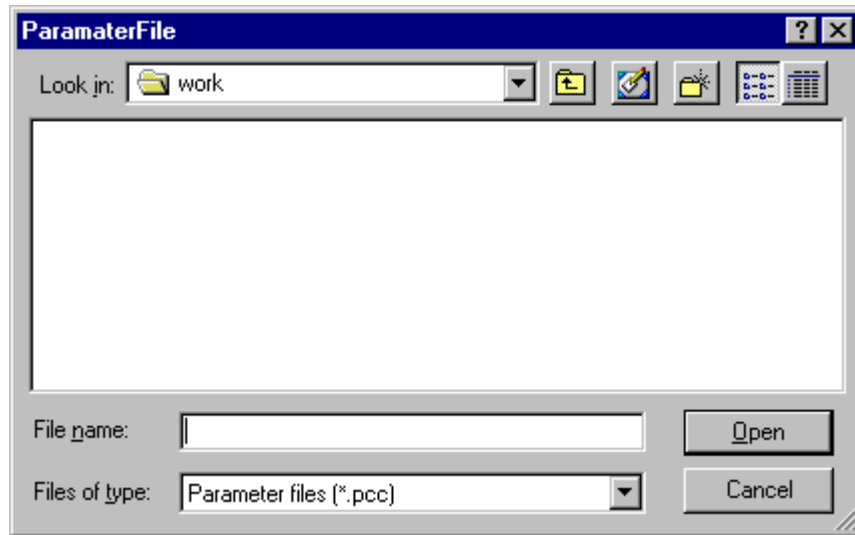 ParamaterFile
Look in: work
File name:
Open
Files of type: Parameter files (*.pcc)
Cancel